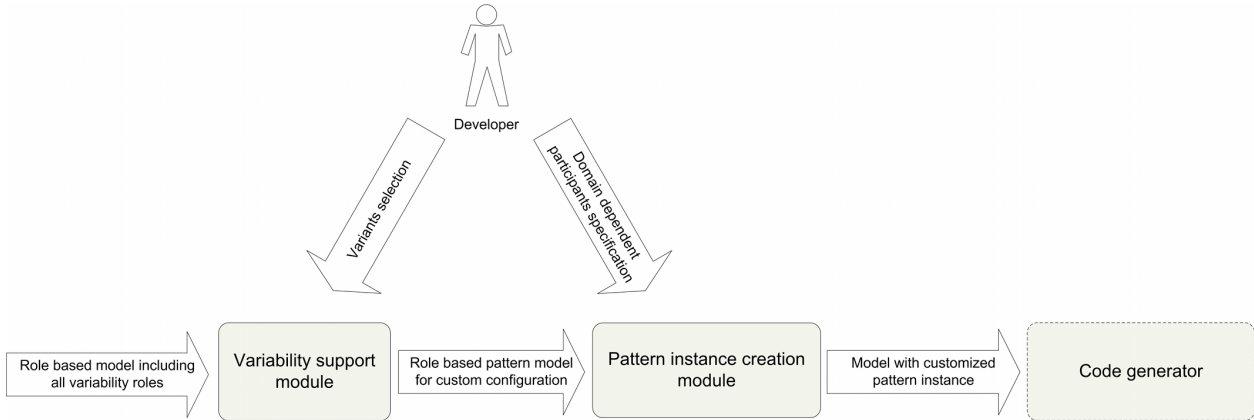 Developer
Variants selection
Domain dependent
participants specification
Role based model including
all variability roles
Variability support
module
Role based pattern model
for custom configuration
Pattern instance creation
module
Model with customized
pattern instance
Code generator